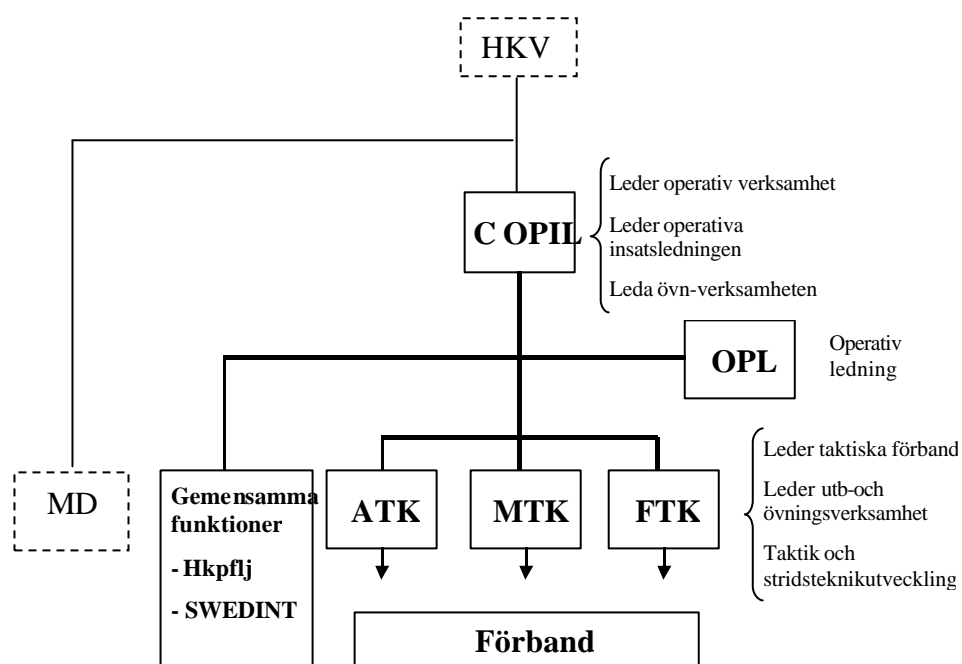 HKV
Leder operativ verksamhet
C OPIL
Leder operativa
insatsledningen
Leda övn-verksamheten
OPL
Operativ
ledning
MD
Gemensamma
funktioner
- Hkpflj
- SWEDINT
ATK
MTK
FTK
Leder taktiska förband
Leder utb-och
övningsverksamhet
Taktik och
stridsteknikutveckling
Förband